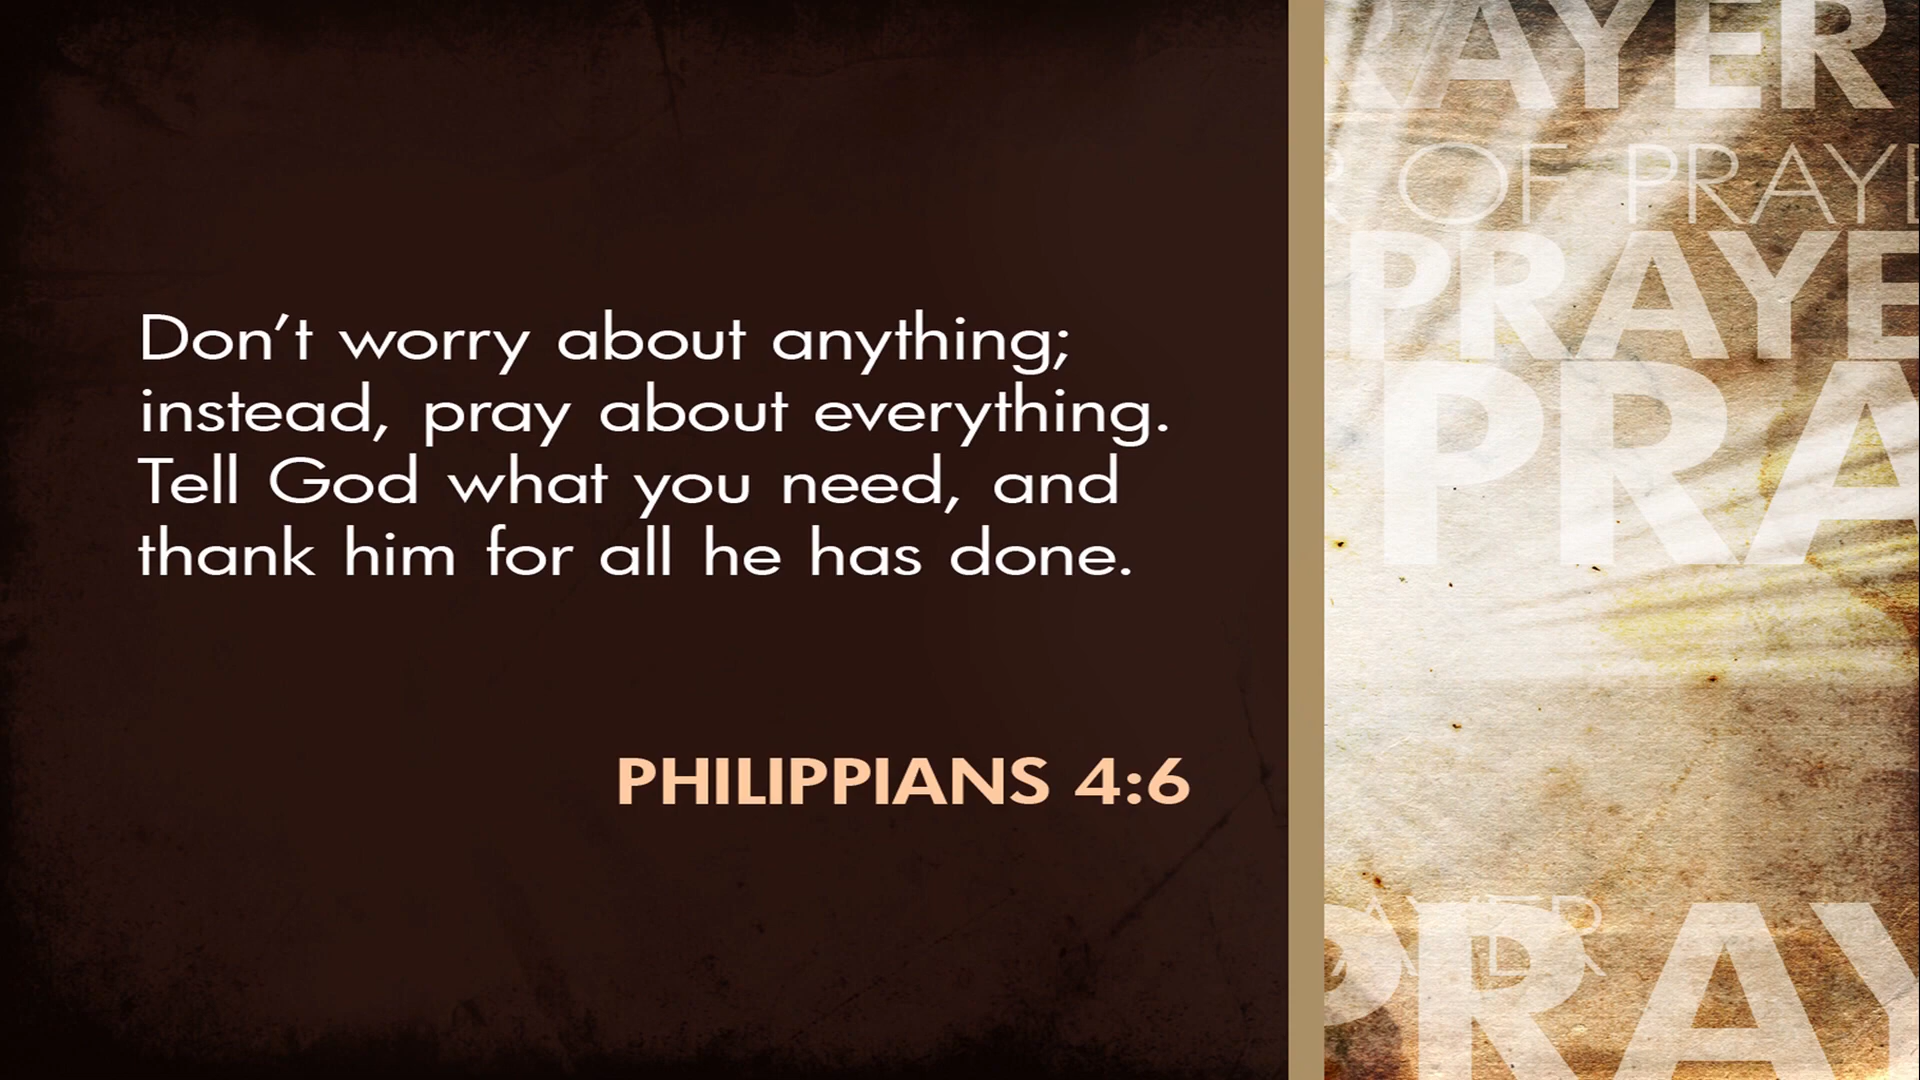 Don’t worry about anything;
instead, pray about everything.
Tell God what you need, and
thank him for all he has done.
PHILIPPIANS 4:6
RAYER
R OF PRAYE
PRAYE
PRA
AYER
PRAY